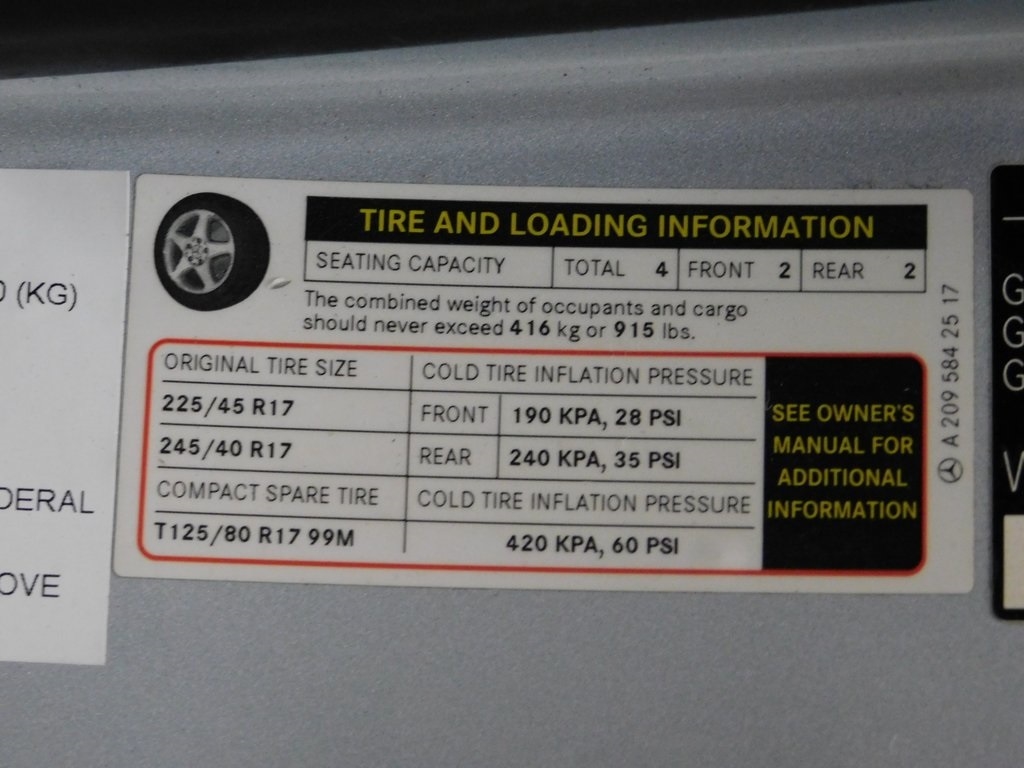 (KG)
DERAL
OVE
TIRE AND LOADING INFORMATION
SEATING CAPACITY TOTAL 4 FRONT 2 REAR 2
The combined weight of occupants and cargo
should never exceed 416 kg or 915 lbs.
ORIGINAL TIRE SIZE COLD TIRE INFLATION PRESSURE
225/45 R17 FRONT 190 KPA, 28 PSI
245/40 R17 REAR 240 KPA, 35 PSI
COMPACT SPARE TIRE COLD TIRE INFLATION PRESSURE
T125/80 R17 99M 420 KPA, 60 PSI
SEE OWNER'S
MANUAL FOR
ADDITIONAL
INFORMATION
A 209 584 25 17
G
G
G